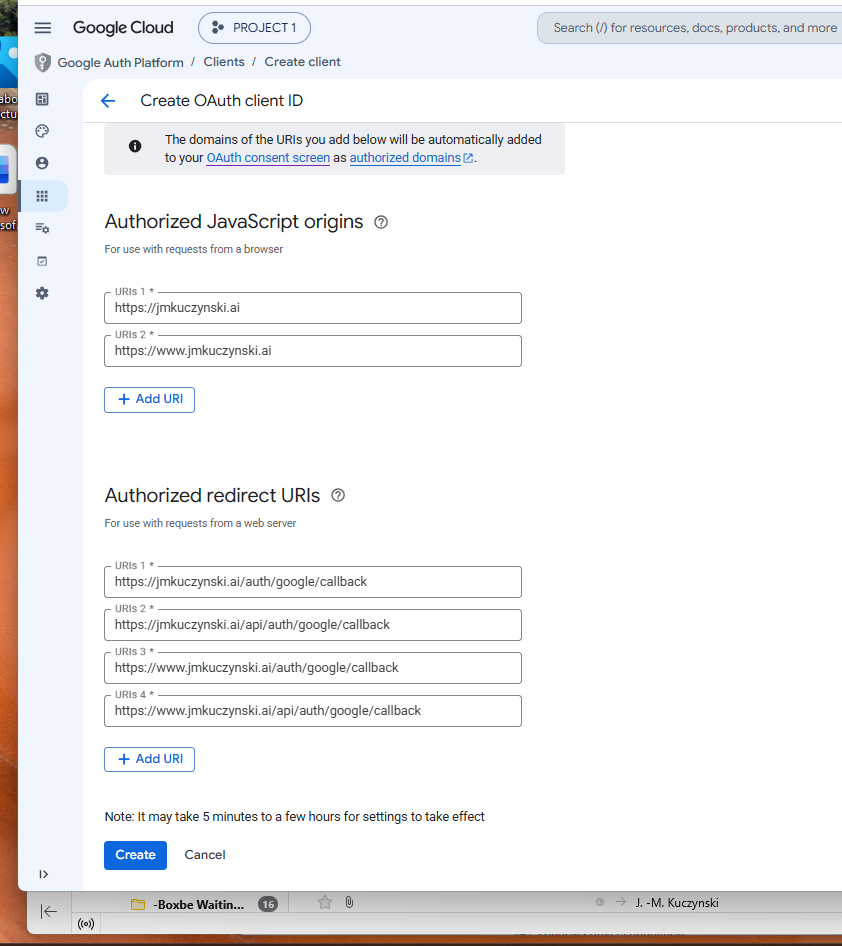 Google Cloud
PROJECT 1
Search (/) for resources, docs, products, and more
Google Auth Platform / Clients / Create client
Create OAuth client ID
The domains of the URIs you add below will be automatically added
to your OAuth consent screen as authorized domains.
Authorized JavaScript origins
For use with requests from a browser
URIs 1 *
https://jmkuczynski.ai
URIs 2 *
https://www.jmkuczynski.ai
+ Add URI
Authorized redirect URIs
For use with requests from a web server
URIs 1 *
https://jmkuczynski.ai/auth/google/callback
URIs 2 *
https://jmkuczynski.ai/api/auth/google/callback
URIs 3 *
https://www.jmkuczynski.ai/auth/google/callback
URIs 4 *
https://www.jmkuczynski.ai/api/auth/google/callback
+ Add URI
Note: It may take 5 minutes to a few hours for settings to take effect
Create
Cancel
-Boxbe Waitin... 16
J. -M. Kuczynski